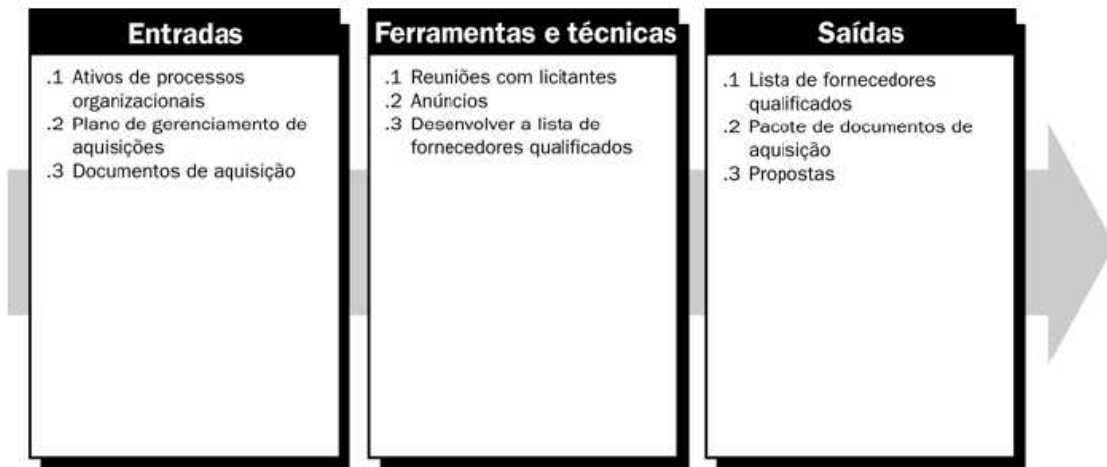 Entradas
.1 Ativos de processos
organizacionais
.2 Plano de gerenciamento de
aquisições
.3 Documentos de aquisição
Ferramentas e técnicas
.1 Reuniões com licitantes
.2 Anúncios
.3 Desenvolver a lista de
fornecedores qualificados
Saídas
.1 Lista de fornecedores
qualificados
.2 Pacote de documentos de
aquisição
.3 Propostas